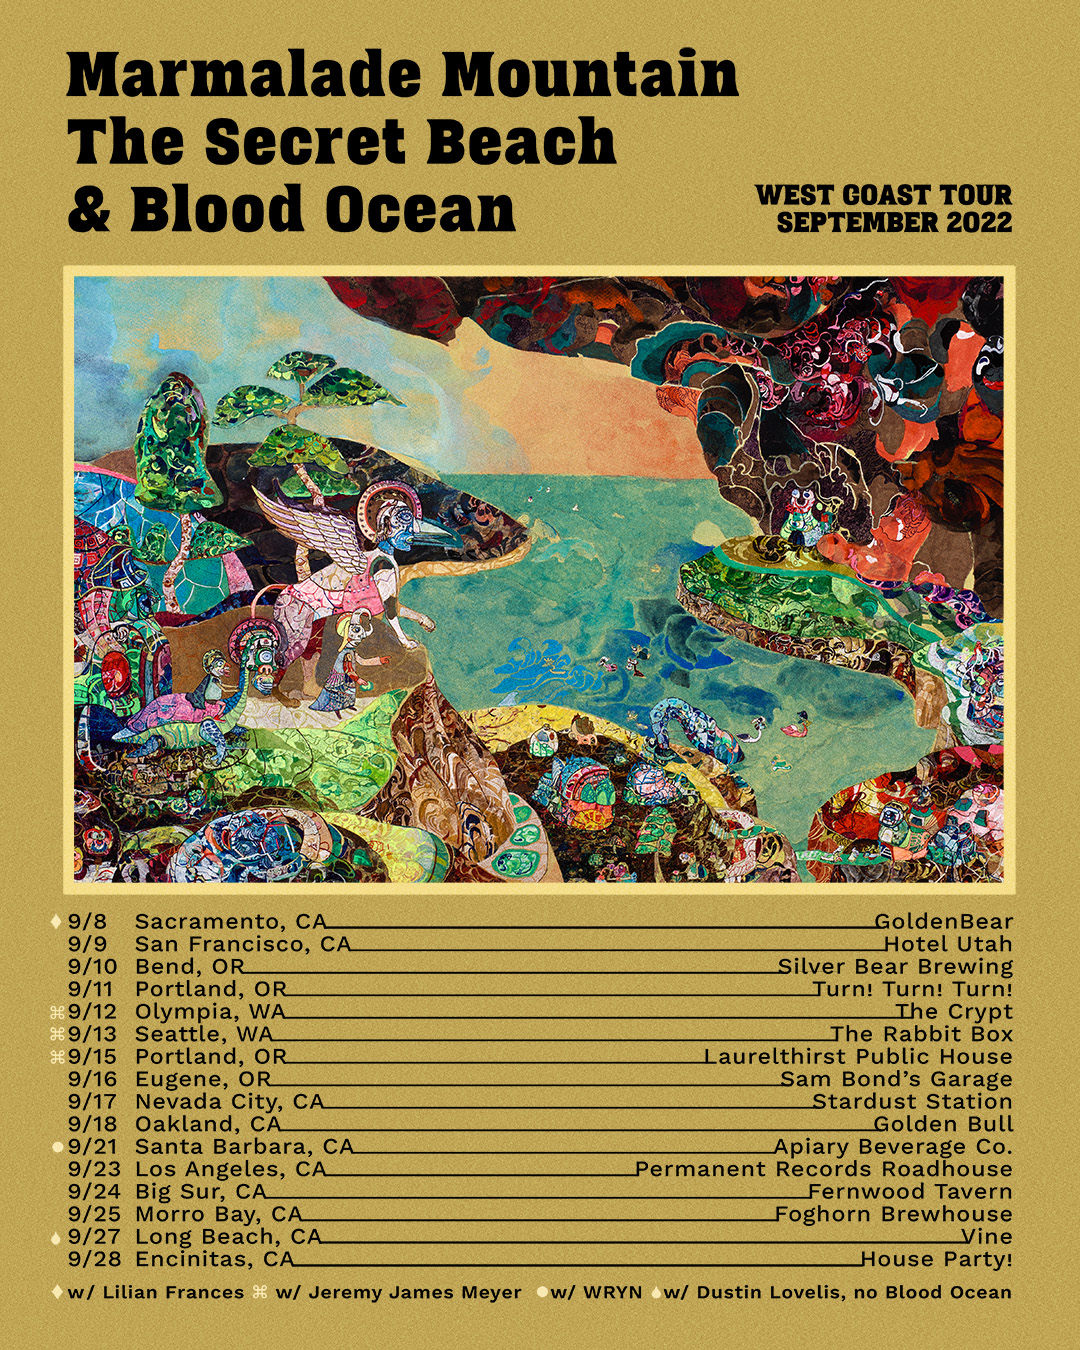 Marmalade Mountain
The Secret Beach
& Blood Ocean
WEST COAST TOUR
SEPTEMBER 2022
♦ 9/8 Sacramento, CA GoldenBear
9/9 San Francisco, CA Hotel Utah
9/10 Bend, OR Silver Bear Brewing
9/11 Portland, OR Turn! Turn! Turn!
⌘ 9/12 Olympia, WA The Crypt
⌘ 9/13 Seattle, WA The Rabbit Box
⌘ 9/15 Portland, OR Laurelthirst Public House
9/16 Eugene, OR Sam Bond’s Garage
9/17 Nevada City, CA Stardust Station
9/18 Oakland, CA Golden Bull
● 9/21 Santa Barbara, CA Apiary Beverage Co.
9/23 Los Angeles, CA Permanent Records Roadhouse
9/24 Big Sur, CA Fernwood Tavern
9/25 Morro Bay, CA Foghorn Brewhouse
9/27 Long Beach, CA Vine
9/28 Encinitas, CA House Party!
♦ w/ Lilian Frances ⌘ w/ Jeremy James Meyer ● w/ WRYN w/ Dustin Lovelis, no Blood Ocean